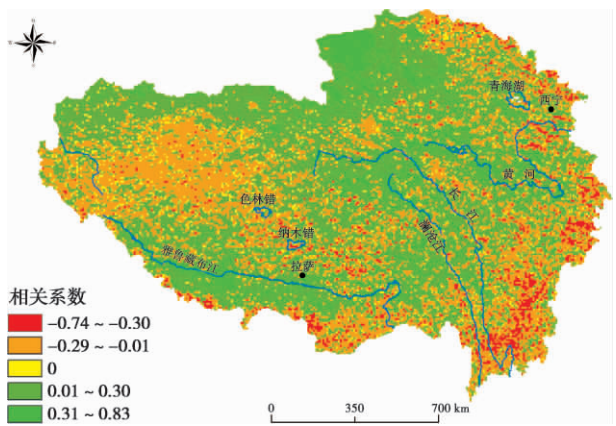 N
W
E
S
青海湖
西宁
黄河
长江
澜沧江
色林错
纳木错
雅鲁藏布江
拉萨
相关系数
-0.74 ~ -0.30
-0.29 ~ -0.01
0
0.01 ~ 0.30
0.31 ~ 0.83
0 350 700 km